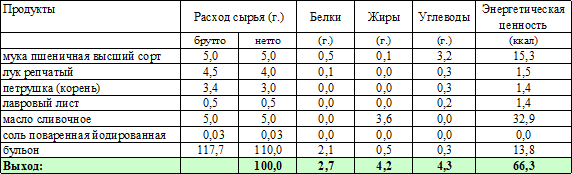 Продукты Расход сырья (г.) Белки Жиры Углеводы Энергетическая ценность
брутто нетто (г.) (г.) (г.) (ккал)
мука пшеничная высший сорт 5,0 5,0 0,5 0,1 3,2 15,3
лук репчатый 4,5 4,0 0,1 0,0 0,3 1,5
петрушка (корень) 3,4 3,0 0,0 0,0 0,3 1,4
лавровый лист 0,5 0,5 0,0 0,0 0,2 1,4
масло сливочное 5,0 5,0 0,0 3,6 0,0 32,9
соль поваренная йодированная 0,03 0,03 0,0 0,0 0,0 0,0
бульон 117,7 110,0 2,1 0,5 0,3 13,8
Выход: 100,0 2,7 4,2 4,3 66,3